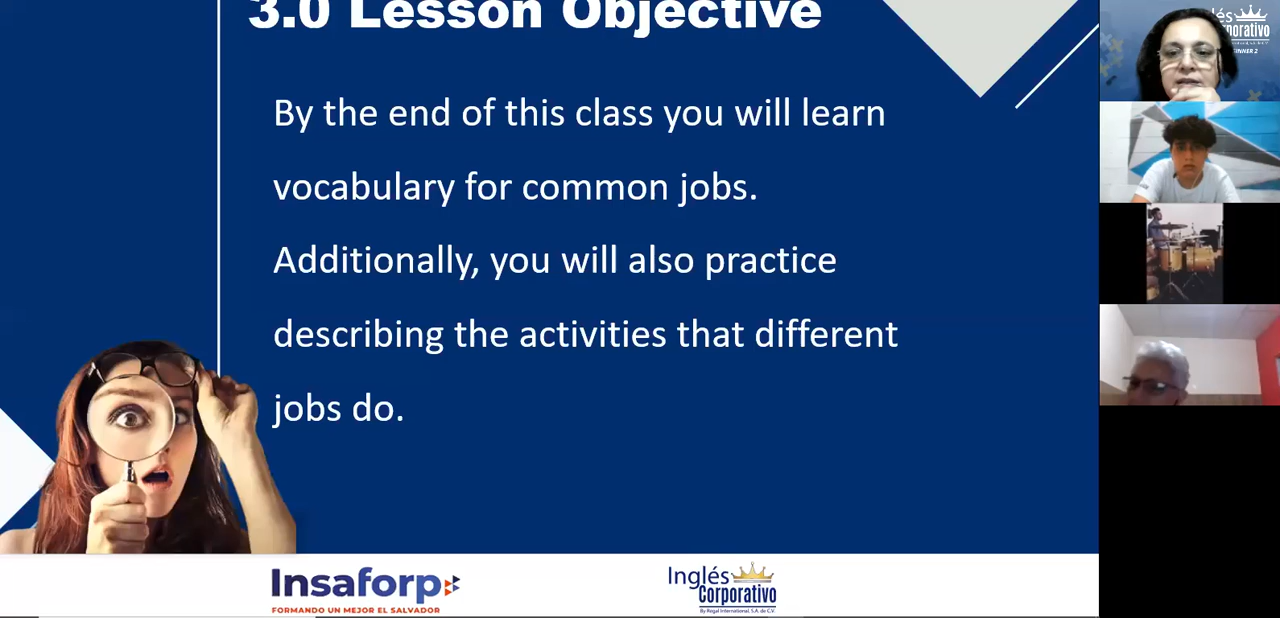 3.0 Lesson Objective
By the end of this class you will learn
vocabulary for common jobs.
Additionally, you will also practice
describing the activities that different
jobs do.
Insaforp
FORMANDO UN MEJOR EL SALVADOR
Inglés
Corporativo
By Regal International, S.A. de C.V.